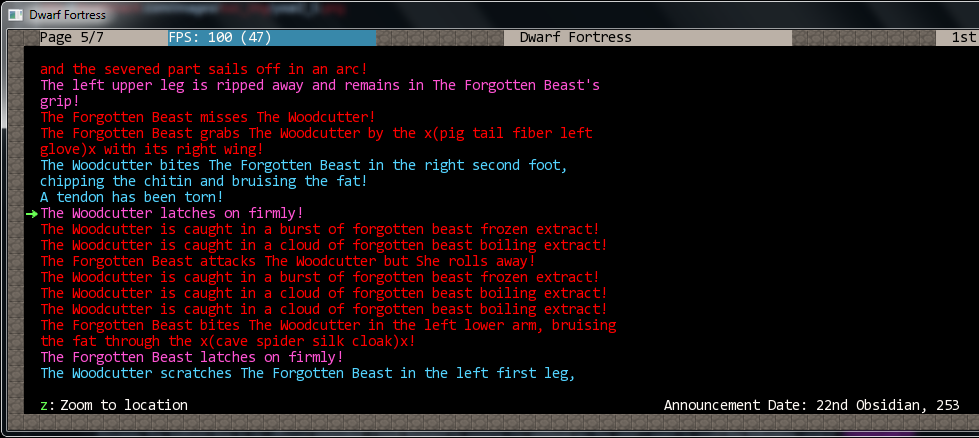 Dwarf Fortress
Page 5/7 FPS: 100 (47) Dwarf Fortress 1st
and the severed part sails off in an arc!
The left upper leg is ripped away and remains in The Forgotten Beast's
grip!
The Forgotten Beast misses The Woodcutter!
The Forgotten Beast grabs The Woodcutter by the x(pig tail fiber left
glove)x with its right wing!
The Woodcutter bites The Forgotten Beast in the right second foot,
chipping the chitin and bruising the fat!
A tendon has been torn!
The Woodcutter latches on firmly!
The Woodcutter is caught in a burst of forgotten beast frozen extract!
The Woodcutter is caught in a cloud of forgotten beast boiling extract!
The Forgotten Beast attacks The Woodcutter but She rolls away!
The Woodcutter is caught in a burst of forgotten beast frozen extract!
The Woodcutter is caught in a cloud of forgotten beast boiling extract!
The Woodcutter is caught in a cloud of forgotten beast boiling extract!
The Forgotten Beast bites The Woodcutter in the left lower arm, bruising
the fat through the x(cave spider silk cloak)x!
The Forgotten Beast latches on firmly!
The Woodcutter scratches The Forgotten Beast in the left first leg,
z: Zoom to location Announcement Date: 22nd Obsidian, 253